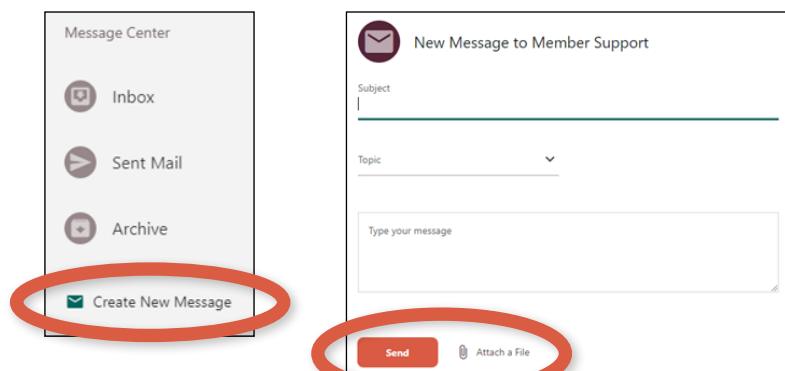 Message Center
Inbox
Sent Mail
Archive
Create New Message
New Message to Member Support
Subject
Topic
Type your message
Send
Attach a File